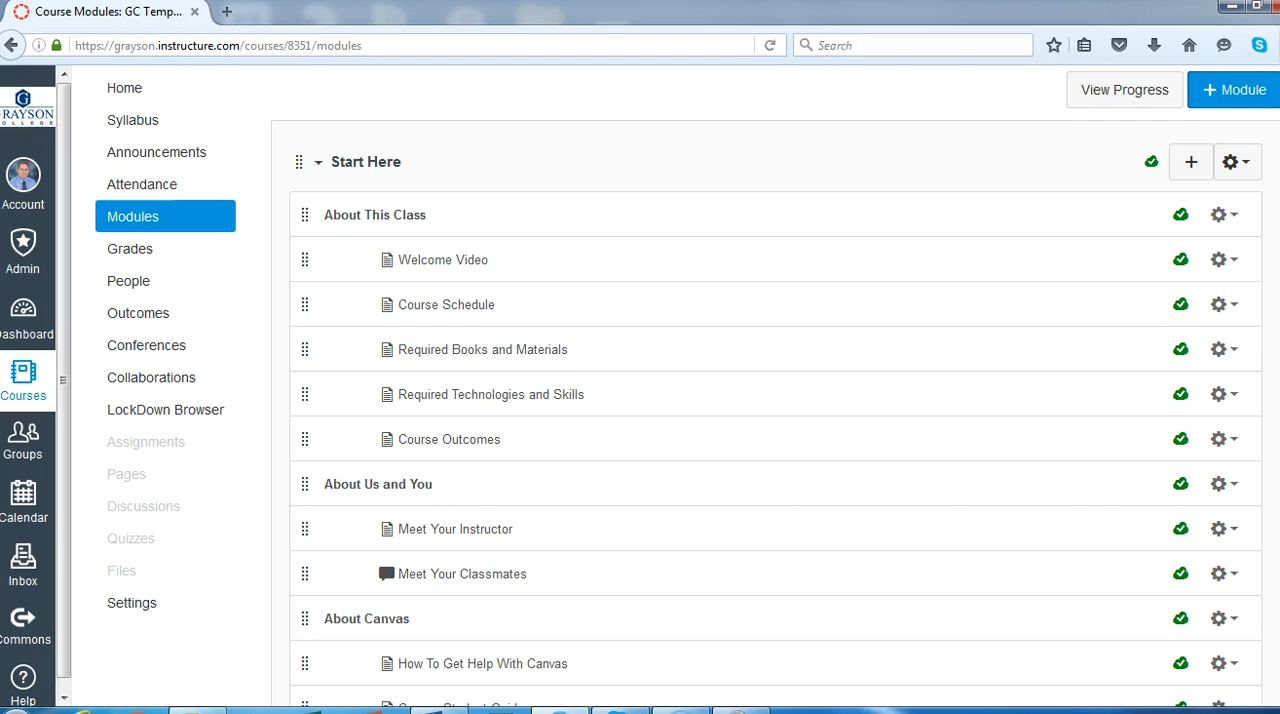 Course Modules: GC Temp...
https://grayson.instructure.com/courses/8351/modules
Search
GRAYSON
COLLEGE
Account
Admin
Dashboard
Courses
Groups
Calendar
Inbox
Commons
Help
Home
Syllabus
Announcements
Attendance
Modules
Grades
People
Outcomes
Conferences
Collaborations
LockDown Browser
Assignments
Pages
Discussions
Quizzes
Files
Settings
View Progress
+ Module
Start Here
About This Class
Welcome Video
Course Schedule
Required Books and Materials
Required Technologies and Skills
Course Outcomes
About Us and You
Meet Your Instructor
Meet Your Classmates
About Canvas
How To Get Help With Canvas